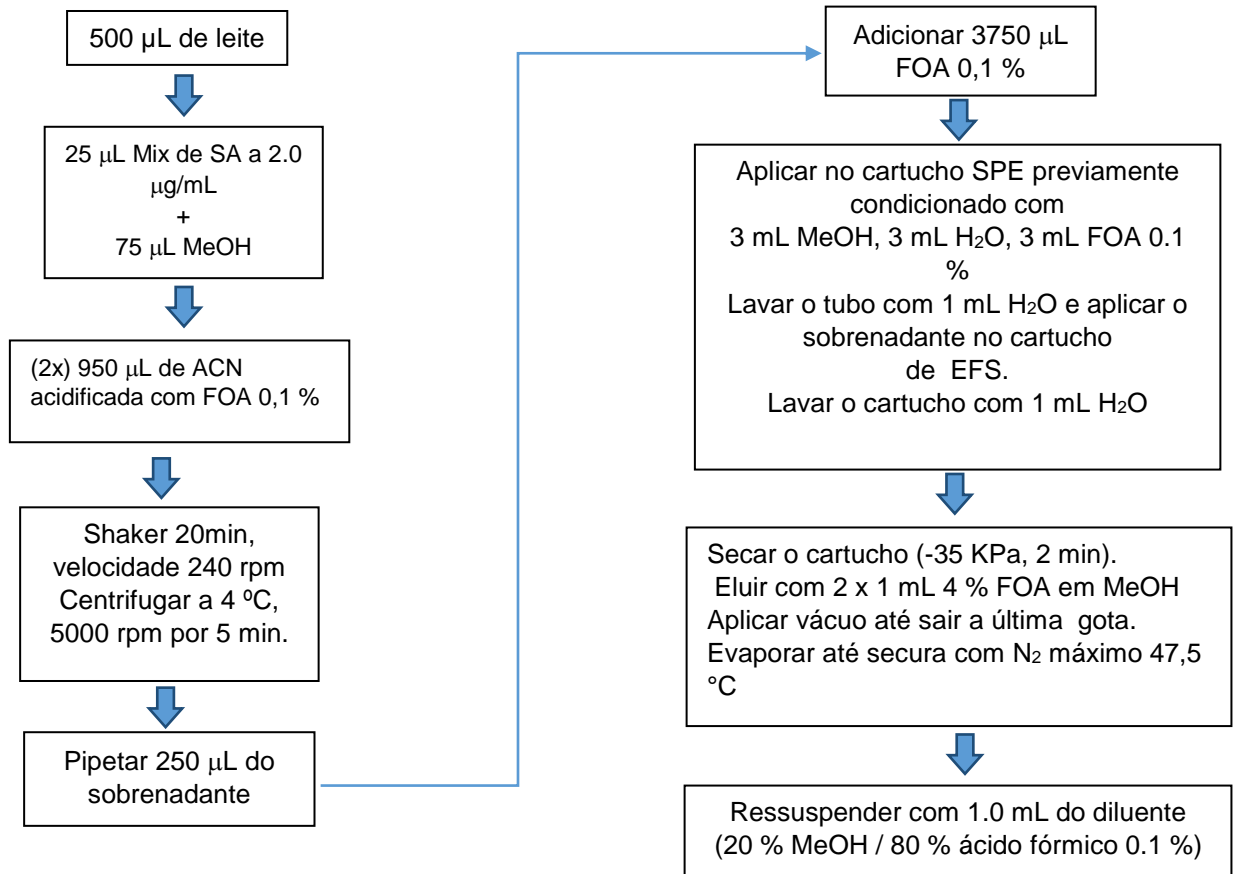 500 µL de leite
25 µL Mix de SA a 2.0
µg/mL
+
75 µL MeOH
(2x) 950 µL de ACN
acidificada com FOA 0,1 %
Shaker 20min,
velocidade 240 rpm
Centrifugar a 4 ºC,
5000 rpm por 5 min.
Pipetar 250 µL do
sobrenadante
Adicionar 3750 µL
FOA 0,1 %
Aplicar no cartucho SPE previamente
condicionado com
3 mL MeOH, 3 mL H₂O, 3 mL FOA 0.1
%
Lavar o tubo com 1 mL H₂O e aplicar o
sobrenadante no cartucho
de EFS.
Lavar o cartucho com 1 mL H₂O
Secar o cartucho (-35 KPa, 2 min).
Eluir com 2 x 1 mL 4 % FOA em MeOH
Aplicar vácuo até sair a última gota.
Evaporar até secura com N₂ máximo 47,5
°C
Ressuspender com 1.0 mL do diluente
(20 % MeOH / 80 % ácido fórmico 0.1 %)